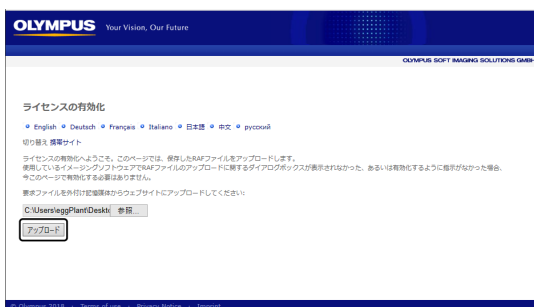 OLYMPUS Your Vision, Our Future
OLYMPUS SOFT IMAGING SOLUTIONS GMBH
ライセンスの有効化
English Deutsch Français Italiano 日本語 中文 русский
切り替え 携帯サイト
ライセンスの有効化へようこそ。このページでは、保存したRAFファイルをアップロードします。
使用しているイメージングソフトウェアでRAFファイルのアップロードに関するダイアログボックスが表示されなかった、あるいは有効化するように指示がなかった場合、
今このページで有効化する必要はありません。
要求ファイルを外付け記憶媒体からウェブサイトにアップロードしてください:
C:\Users\eggPlant\Deskto 参照...
アップロード
© Olympus 2018 - Terms of use - Privacy Notice - Imprint